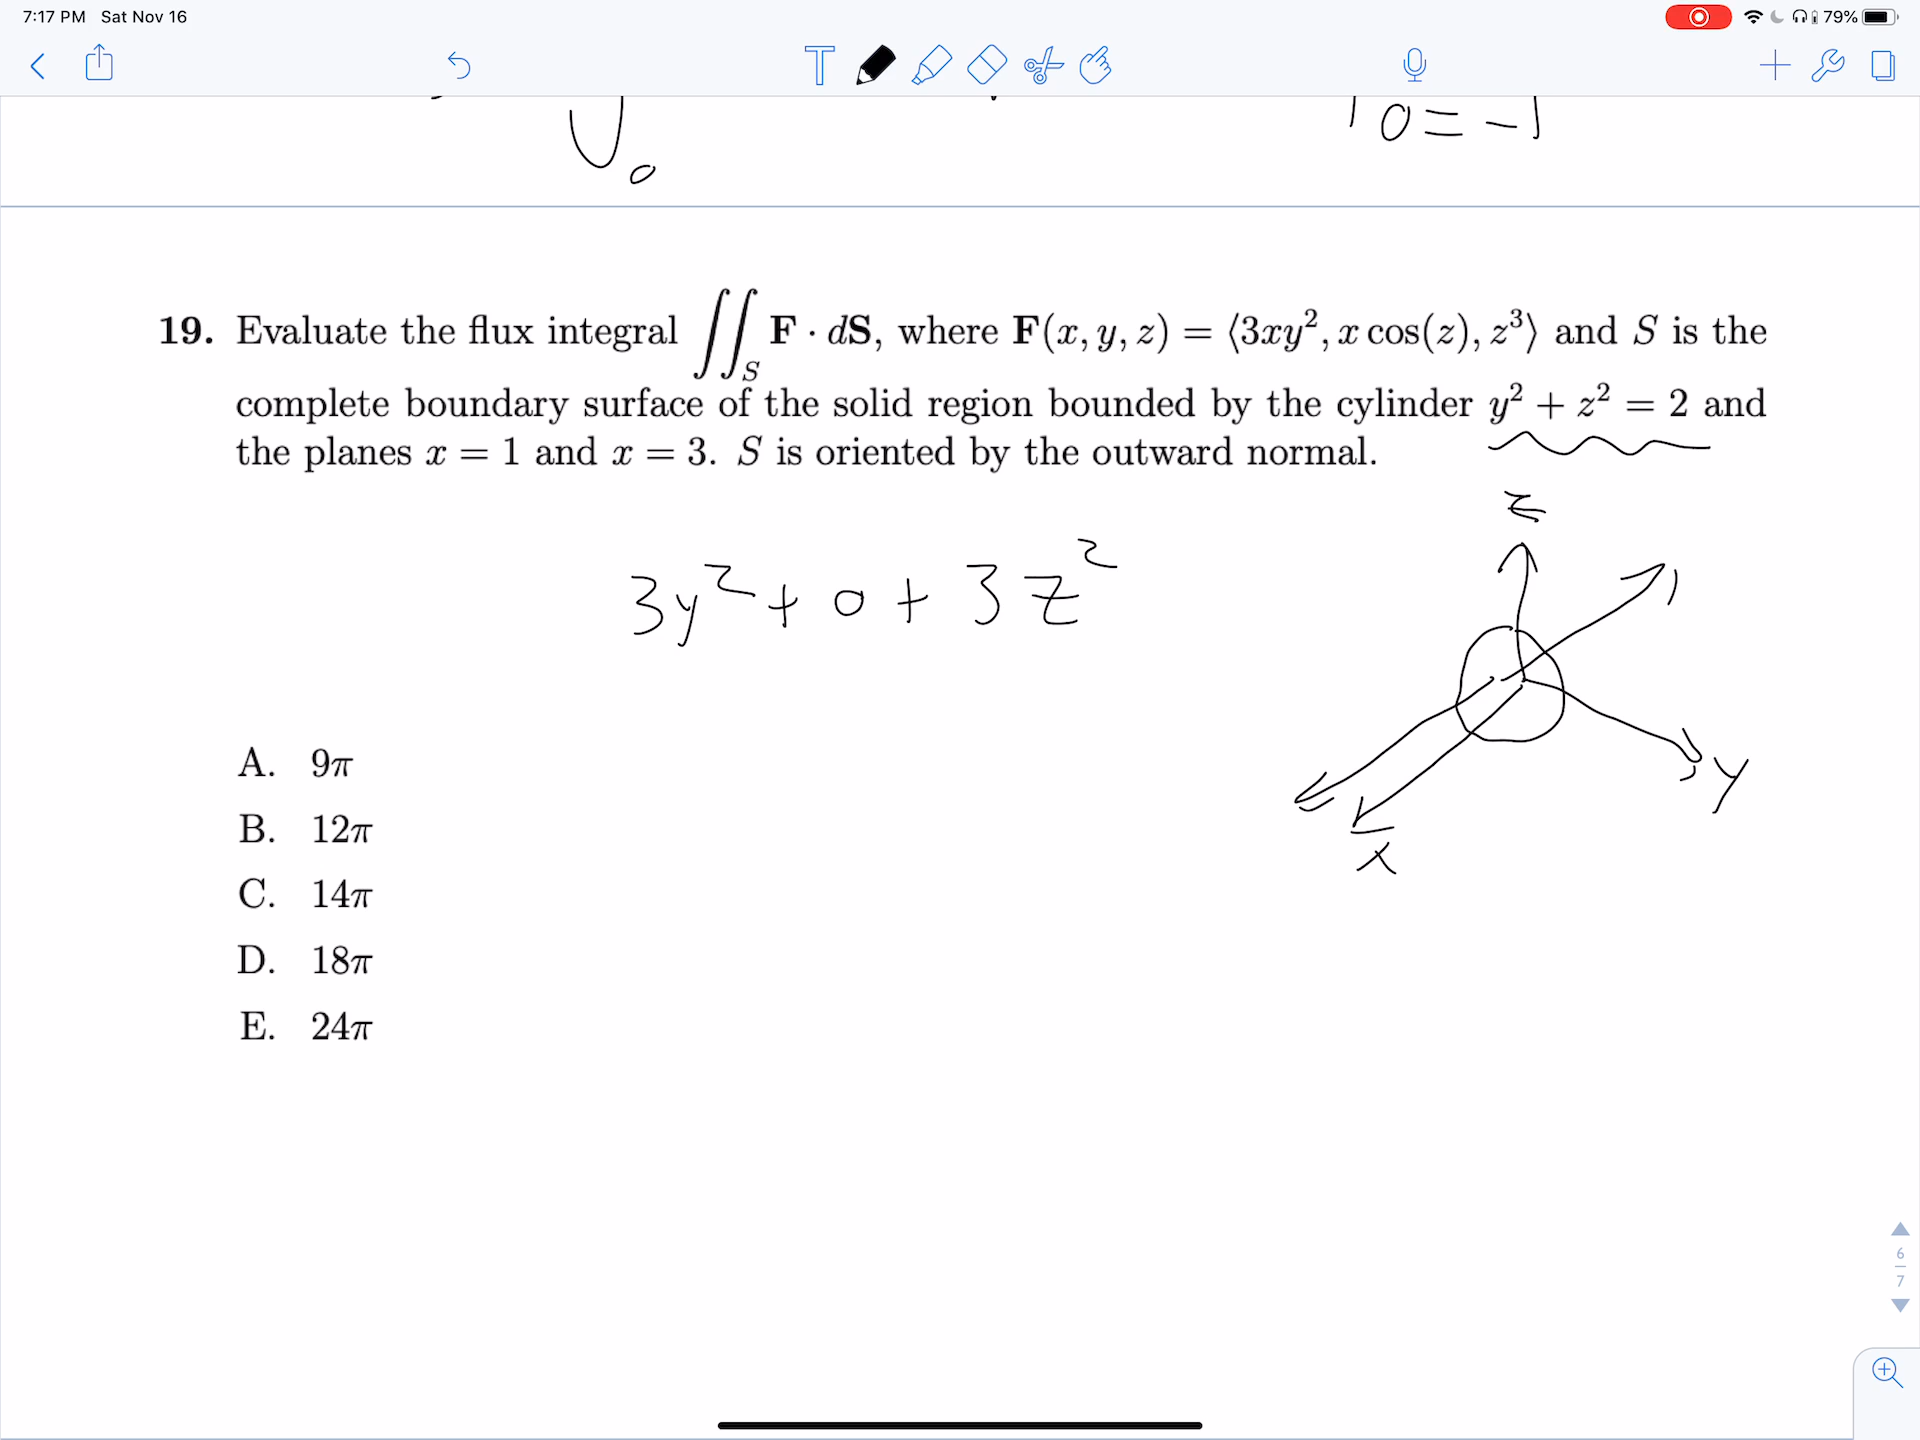 7:17 PM Sat Nov 16
79%
0
0 = -1
19. Evaluate the flux integral ∬_S F · dS, where F(x, y, z) = ⟨3xy², x cos(z), z³⟩ and S is the
complete boundary surface of the solid region bounded by the cylinder y² + z² = 2 and
the planes x = 1 and x = 3. S is oriented by the outward normal.
z
3y² + 0 + 3z²
y
x
A. 9π
B. 12π
C. 14π
D. 18π
E. 24π
6
7